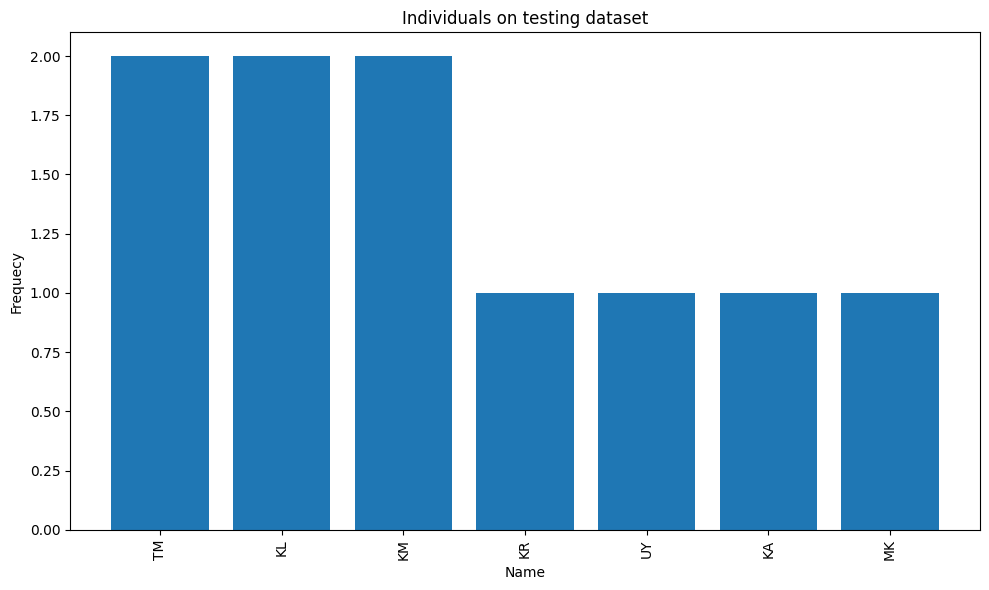 Individuals on testing dataset
Frequecy
2.00
1.75
1.50
1.25
1.00
0.75
0.50
0.25
0.00
TM
KL
KM
KR
UY
KA
MK
Name